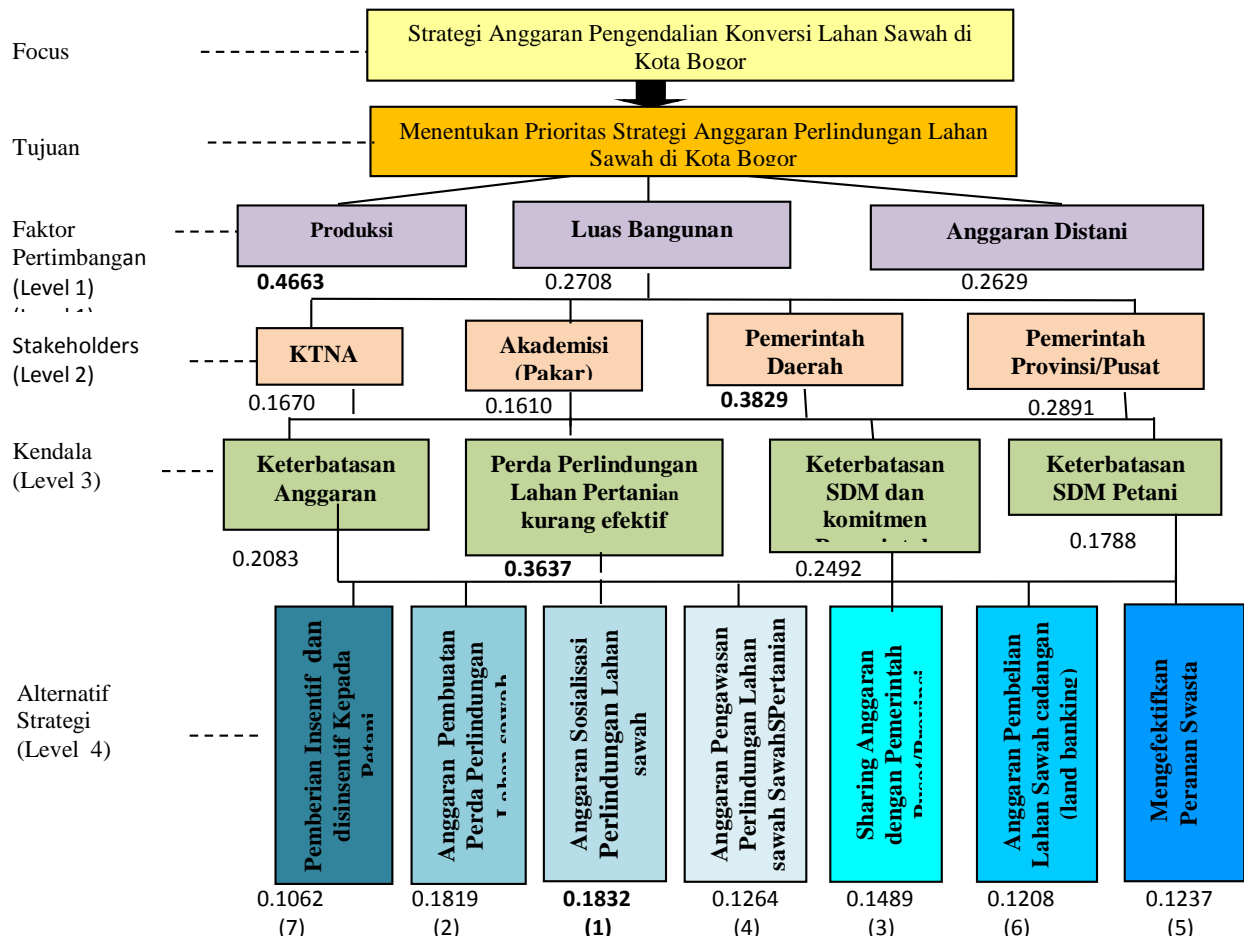 Focus
Strategi Anggaran Pengendalian Konversi Lahan Sawah di
Kota Bogor
Tujuan
Menentukan Prioritas Strategi Anggaran Perlindungan Lahan
Sawah di Kota Bogor
Faktor
Pertimbangan
(Level 1)
Produksi
Luas Bangunan
Anggaran Distani
0.4663
0.2708
0.2629
Stakeholders
(Level 2)
KTNA
Akademisi
(Pakar)
Pemerintah
Daerah
Pemerintah
Provinsi/Pusat
0.1670
0.1610
0.3829
0.2891
Kendala
(Level 3)
Keterbatasan
Anggaran
Perda Perlindungan
Lahan Pertanian
kurang efektif
Keterbatasan
SDM dan
komitmen
Keterbatasan
SDM Petani
0.2083
0.3637
0.2492
0.1788
Alternatif
Strategi
(Level 4)
Pemberian Insentif dan
disinsentif Kepada
Petani
Anggaran Pembuatan
Perda Perlindungan
Lahan sawah
Anggaran Sosialisasi
Perlindungan Lahan
sawah
Anggaran Pengawasan
Perlindungan Lahan
sawah SawahSPertanian
Sharing Anggaran
dengan Pemerintah
Pusat/Provinsi
Anggaran Pembelian
Lahan Sawah cadangan
(land banking)
Mengefektifkan
Peranan Swasta
0.1062
0.1819
0.1832
0.1264
0.1489
0.1208
0.1237
(7)
(2)
(1)
(4)
(3)
(6)
(5)